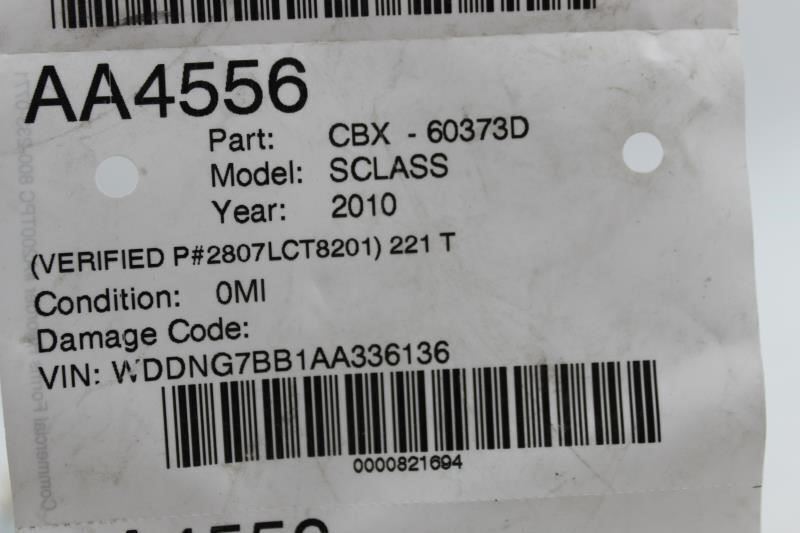 AA4556
Part: CBX - 60373D
Model: SCLASS
Year: 2010
(VERIFIED P#2807LCT8201) 221 T
Condition: 0MI
Damage Code:
VIN: WDDNG7BB1AA336136
0000821694